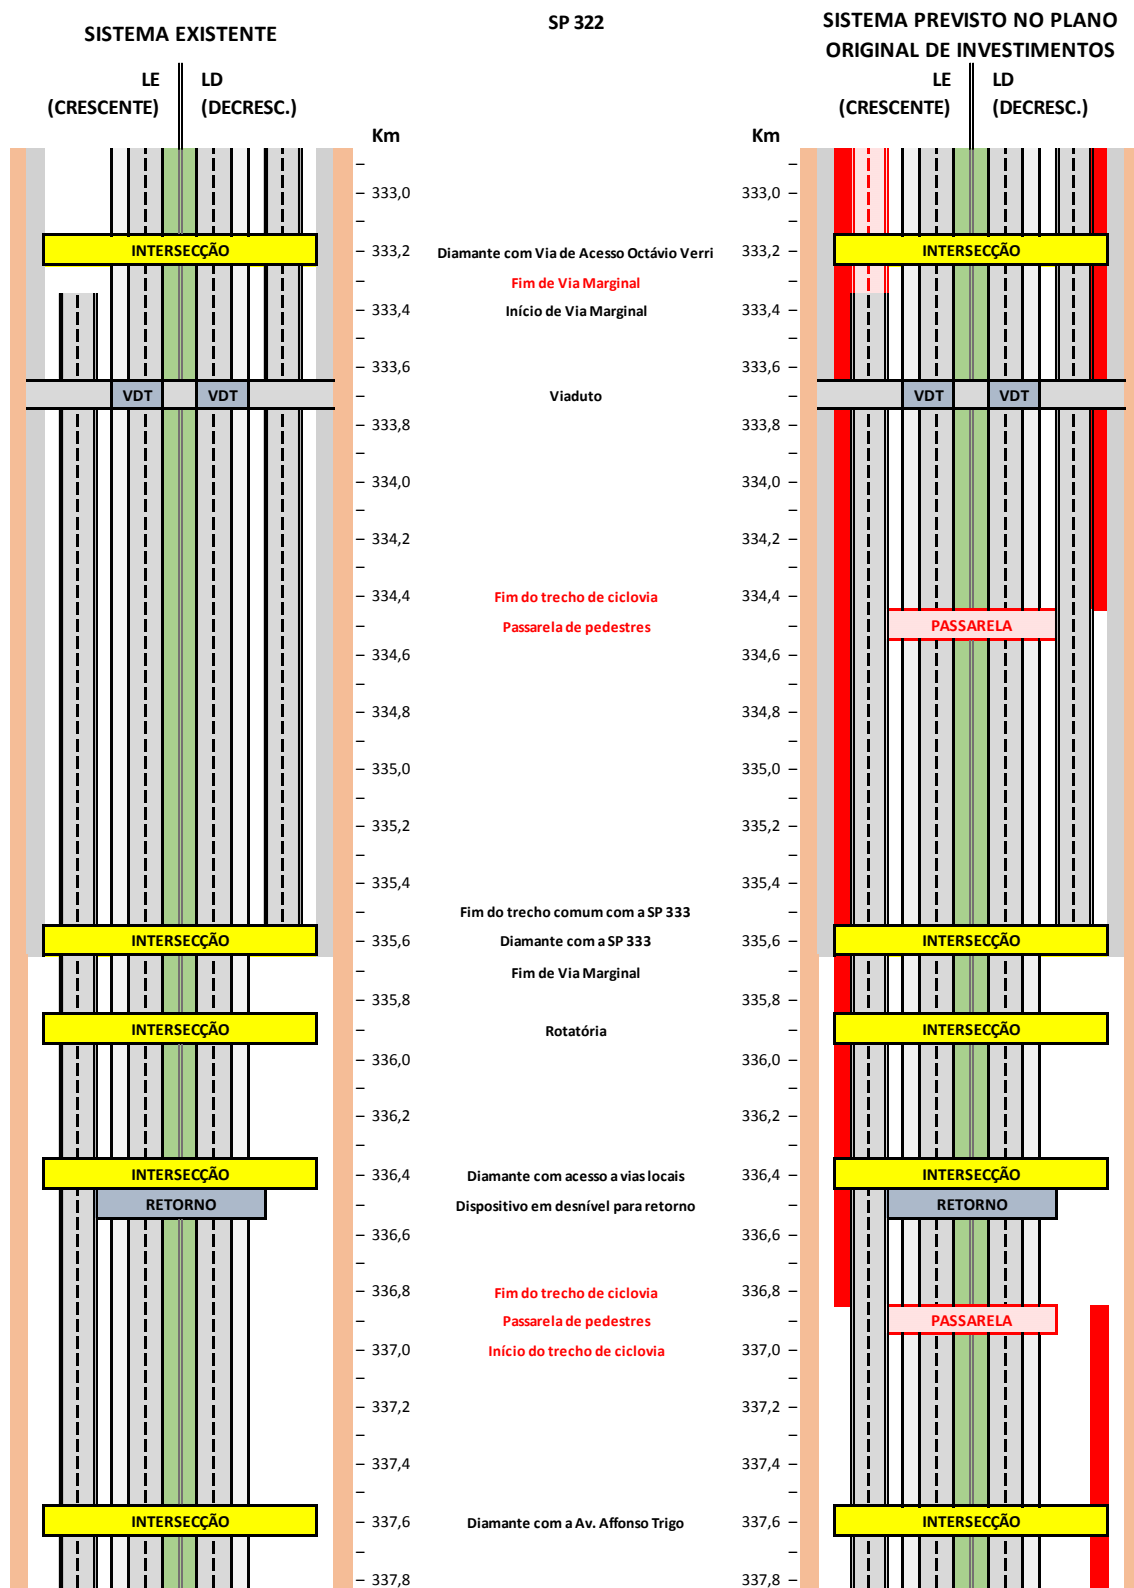 SISTEMA EXISTENTE
SP 322
SISTEMA PREVISTO NO PLANO
ORIGINAL DE INVESTIMENTOS
LE
(CRESCENTE)
LD
(DECRESC.)
LE
(CRESCENTE)
LD
(DECRESC.)
Km
Km
333,0
333,0
INTERSECÇÃO
333,2
Diamante com Via de Acesso Octávio Verri
333,2
INTERSECÇÃO
Fim de Via Marginal
333,4
Início de Via Marginal
333,4
333,6
333,6
VDT
VDT
Viaduto
VDT
VDT
333,8
333,8
334,0
334,0
334,2
334,2
334,4
Fim do trecho de ciclovia
334,4
Passarela de pedestres
PASSARELA
334,6
334,6
334,8
334,8
335,0
335,0
335,2
335,2
335,4
335,4
Fim do trecho comum com a SP 333
INTERSECÇÃO
335,6
Diamante com a SP 333
335,6
INTERSECÇÃO
Fim de Via Marginal
335,8
335,8
INTERSECÇÃO
Rotatória
INTERSECÇÃO
336,0
336,0
336,2
336,2
INTERSECÇÃO
336,4
Diamante com acesso a vias locais
336,4
INTERSECÇÃO
RETORNO
Dispositivo em desnível para retorno
RETORNO
336,6
336,6
336,8
Fim do trecho de ciclovia
336,8
Passarela de pedestres
PASSARELA
337,0
Início do trecho de ciclovia
337,0
337,2
337,2
337,4
337,4
INTERSECÇÃO
337,6
Diamante com a Av. Affonso Trigo
337,6
INTERSECÇÃO
337,8
337,8